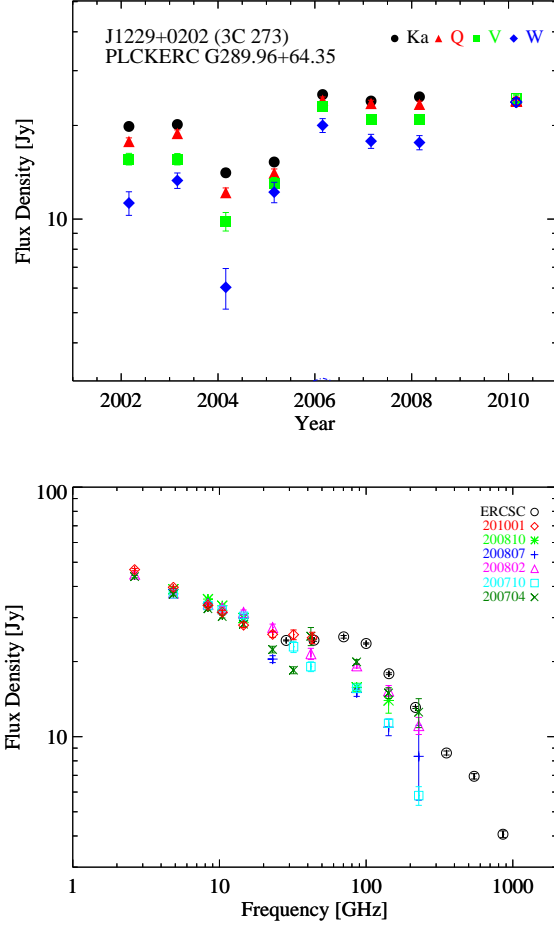 J1229+0202 (3C 273)
Ka Q V W
PLCKERC G289.96+64.35
Flux Density [Jy]
10
2002 2004 2006 2008 2010
Year
100
ERCSC
201001
200810
200807
200802
200710
200704
Flux Density [Jy]
10
1 10 100 1000
Frequency [GHz]